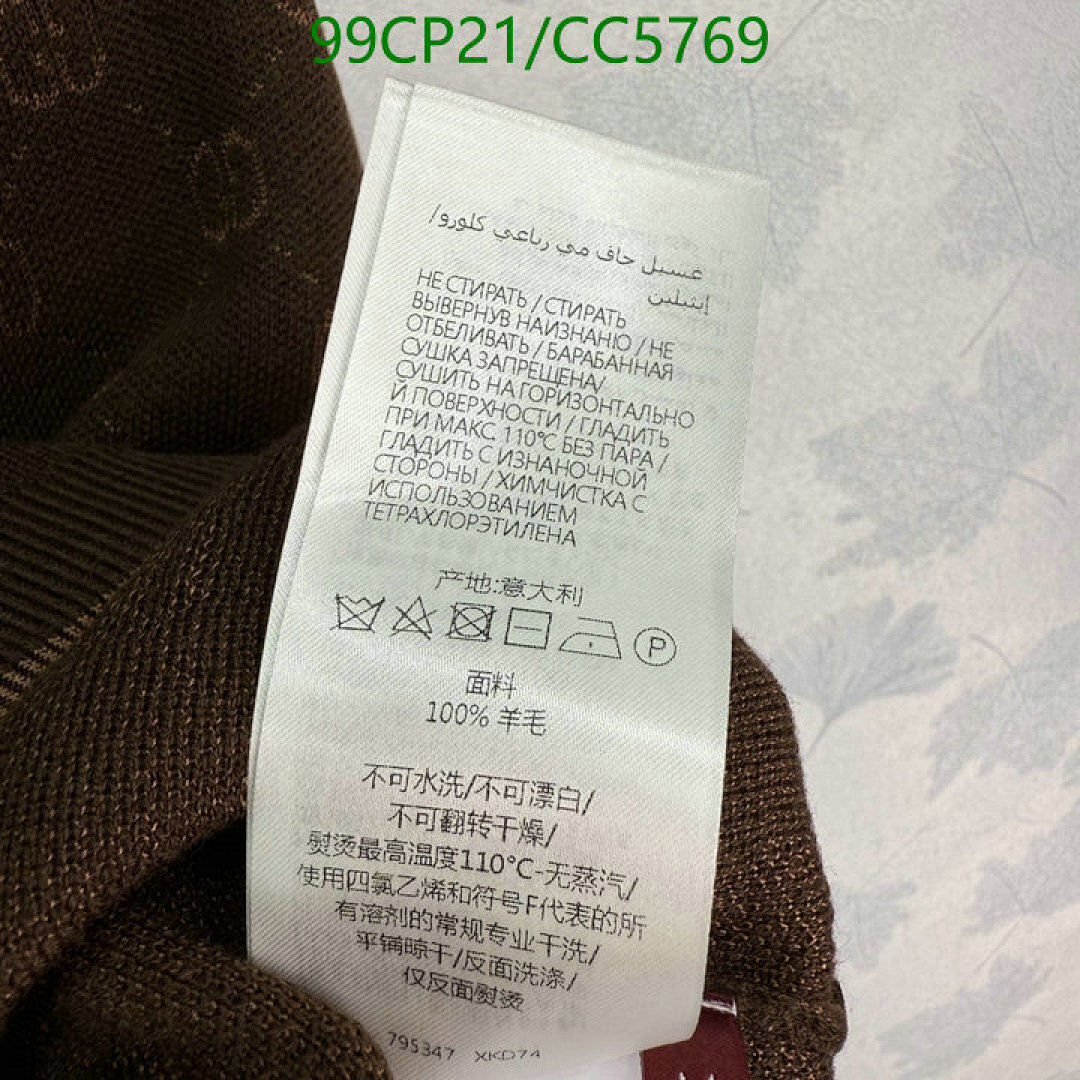 99CP21/CC5769
غسيل جاف مي رباعي كلورو/
إيثيلين
НЕ СТИРАТЬ / СТИРАТЬ
ВЫВЕРНУВ НАИЗНАНЮ / НЕ
ОТБЕЛИВАТЬ / БАРАБАННАЯ
СУШКА ЗАПРЕЩЕНА/
СУШИТЬ НА ГОРИЗОНТАЛЬНО
Й ПОВЕРХНОСТИ / ГЛАДИТЬ
ПРИ МАКС 110°C БЕЗ ПАРА /
ГЛАДИТЬ С ИЗНАНОЧНОЙ
СТОРОНЫ / ХИМЧИСТКА С
ИСПОЛЬЗОВАНИЕМ
ТЕТРАХЛОРЭТИЛЕНА
产地:意大利
P
面料
100% 羊毛
不可水洗/不可漂白/
不可翻转干燥/
熨烫最高温度110°C-无蒸汽/
使用四氯乙烯和符号F代表的所
有溶剂的常规专业干洗/
平铺晾干/反面洗涤/
仅反面熨烫
795347 XKD74